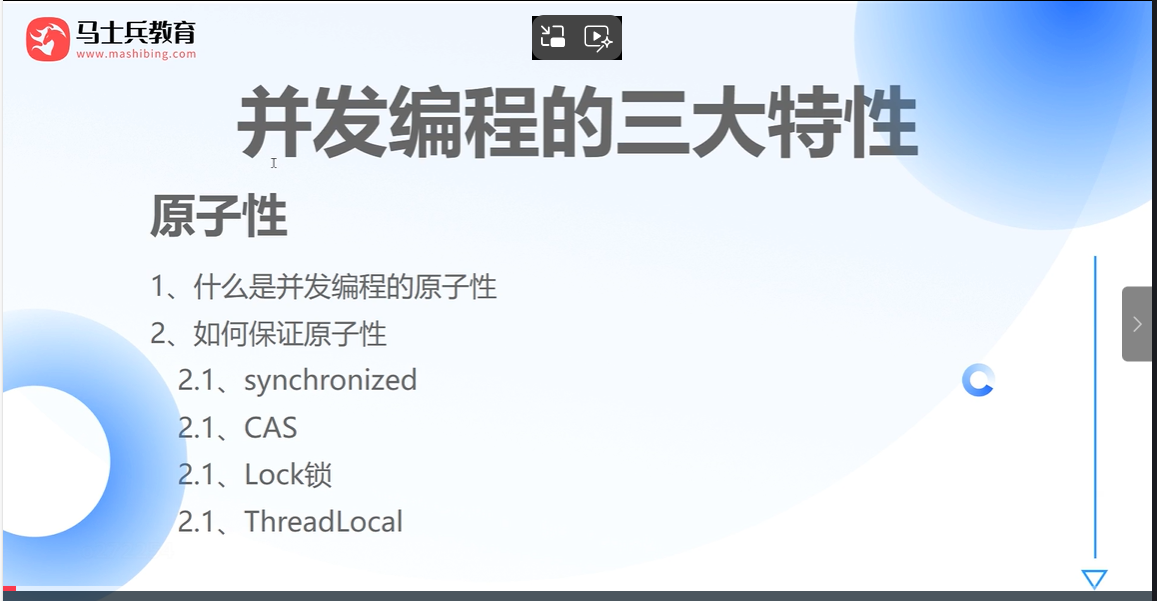 马士兵教育
www.mashibing.com
并发编程的三大特性
原子性
1、什么是并发编程的原子性
2、如何保证原子性
2.1、synchronized
2.1、CAS
2.1、Lock锁
2.1、ThreadLocal